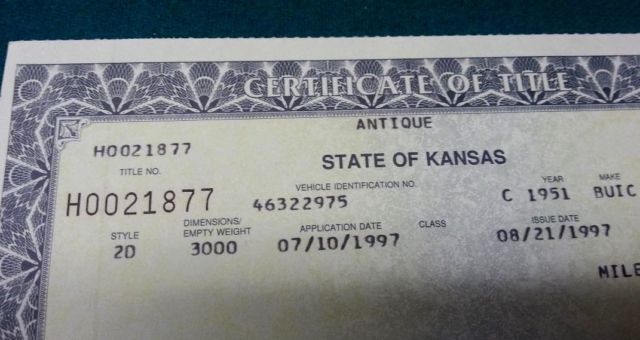 CERTIFICATE OF TITLE
ANTIQUE
H0021877
TITLE NO.
STATE OF KANSAS
H0021877
VEHICLE IDENTIFICATION NO.
46322975
YEAR
C 1951
MAKE
BUIC
STYLE
2D
DIMENSIONS/
EMPTY WEIGHT
3000
APPLICATION DATE
07/10/1997
CLASS
ISSUE DATE
08/21/1997
MILE